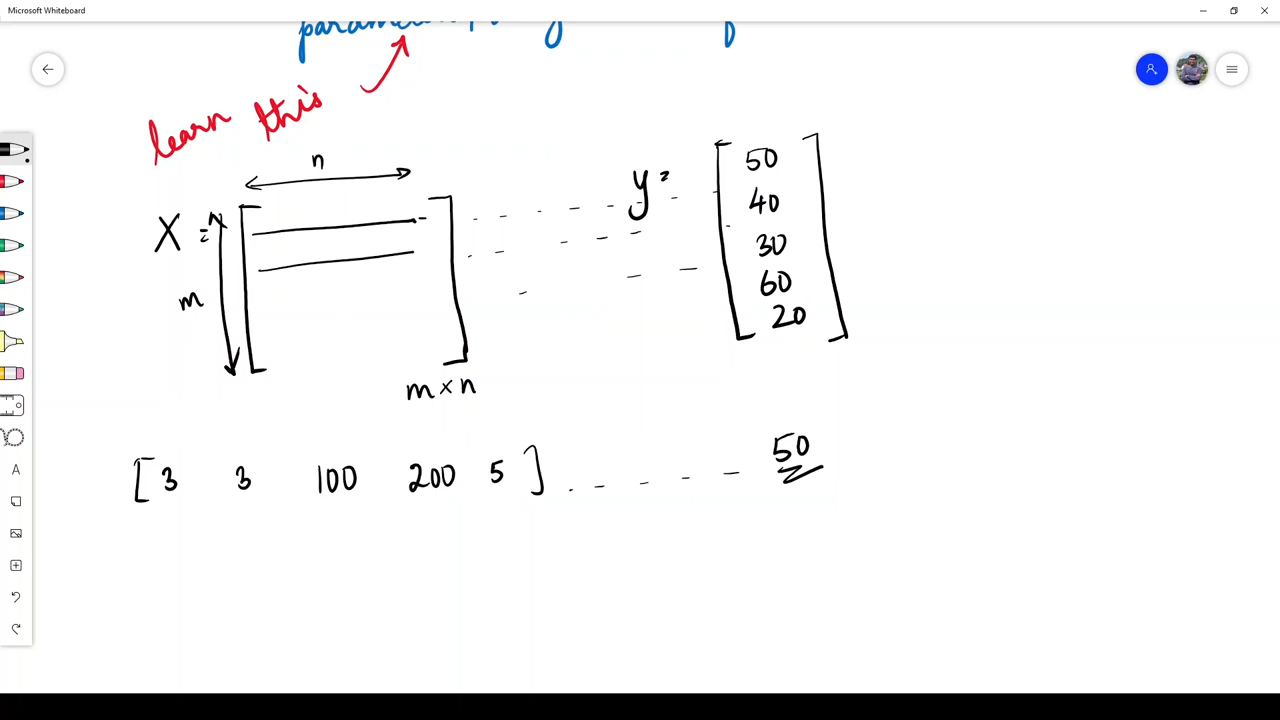 Microsoft Whiteboard
learn this
n
X =
m
m × n
y =
50
40
30
60
20
[3 3 100 200 5] . - - - - 50
A